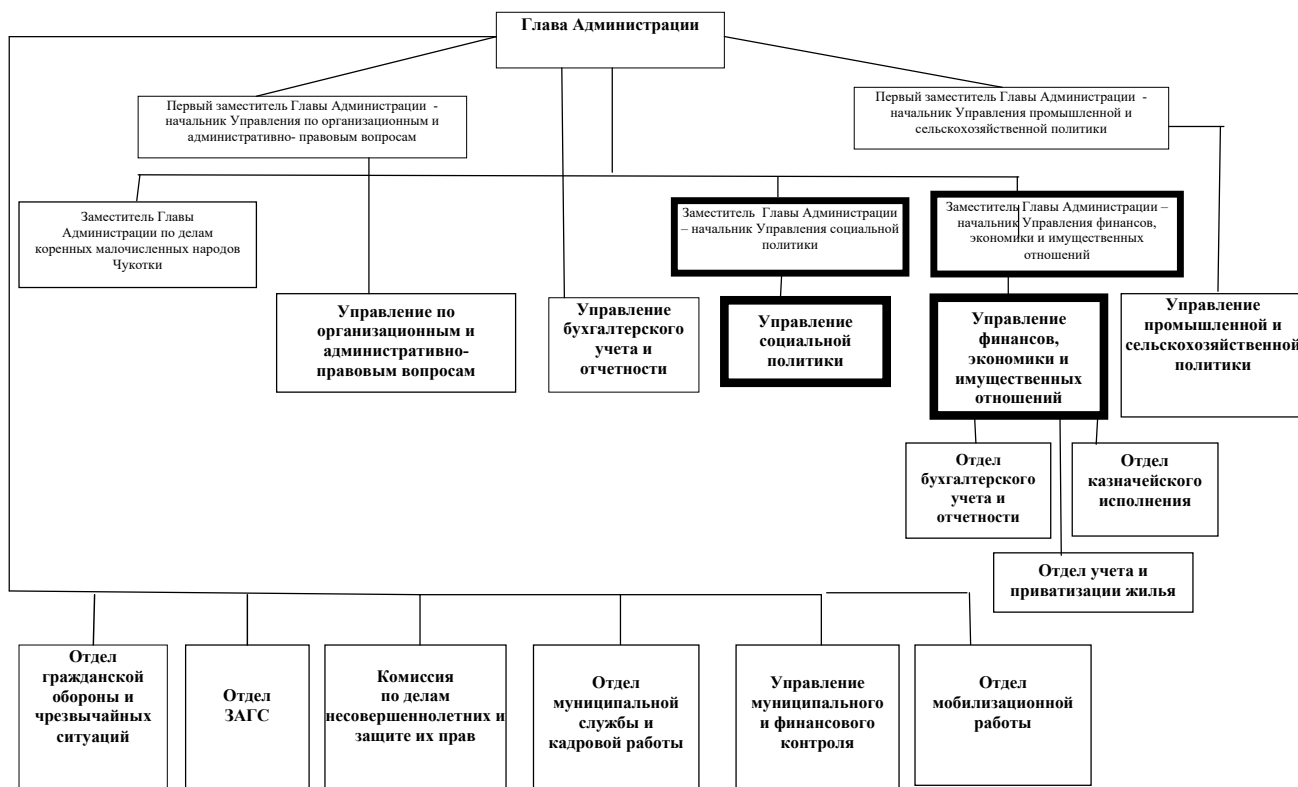 Глава Администрации
Первый заместитель Главы Администрации -
начальник Управления по организационным и
административно- правовым вопросам
Первый заместитель Главы Администрации -
начальник Управления промышленной и
сельскохозяйственной политики
Заместитель Главы
Администрации по делам
коренных малочисленных народов
Чукотки
Заместитель Главы Администрации
– начальник Управления социальной
политики
Заместитель Главы Администрации –
начальник Управления финансов,
экономики и имущественных
отношений
Управление по
организационным и
административно-
правовым вопросам
Управление
бухгалтерского
учета и
отчетности
Управление
социальной
политики
Управление
финансов,
экономики и
имущественных
отношений
Управление
промышленной и
сельскохозяйственной
политики
Отдел
бухгалтерского
учета и
отчетности
Отдел
казначейского
исполнения
Отдел учета и
приватизации жилья
Отдел
гражданской
обороны и
чрезвычайных
ситуаций
Отдел
ЗАГС
Комиссия
по делам
несовершеннолетних и
защите их прав
Отдел
муниципальной
службы и
кадровой работы
Управление
муниципального
и финансового
контроля
Отдел
мобилизационной
работы